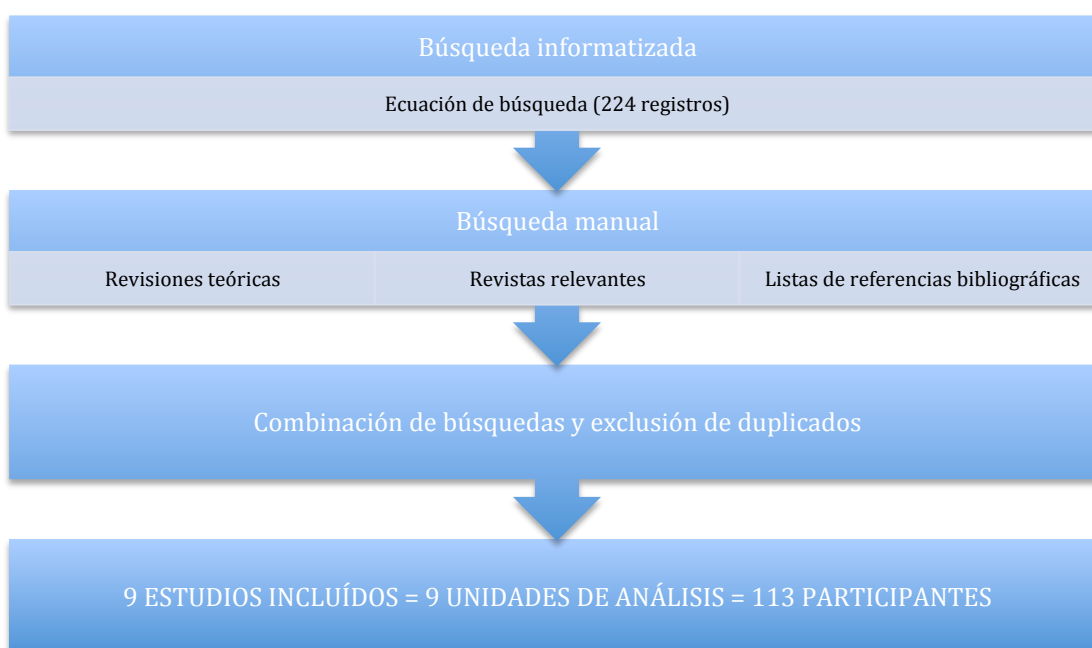 Búsqueda informatizada
Ecuación de búsqueda (224 registros)
Búsqueda manual
Revisiones teóricas
Revistas relevantes
Listas de referencias bibliográficas
Combinación de búsquedas y exclusión de duplicados
9 ESTUDIOS INCLUÍDOS = 9 UNIDADES DE ANÁLISIS = 113 PARTICIPANTES